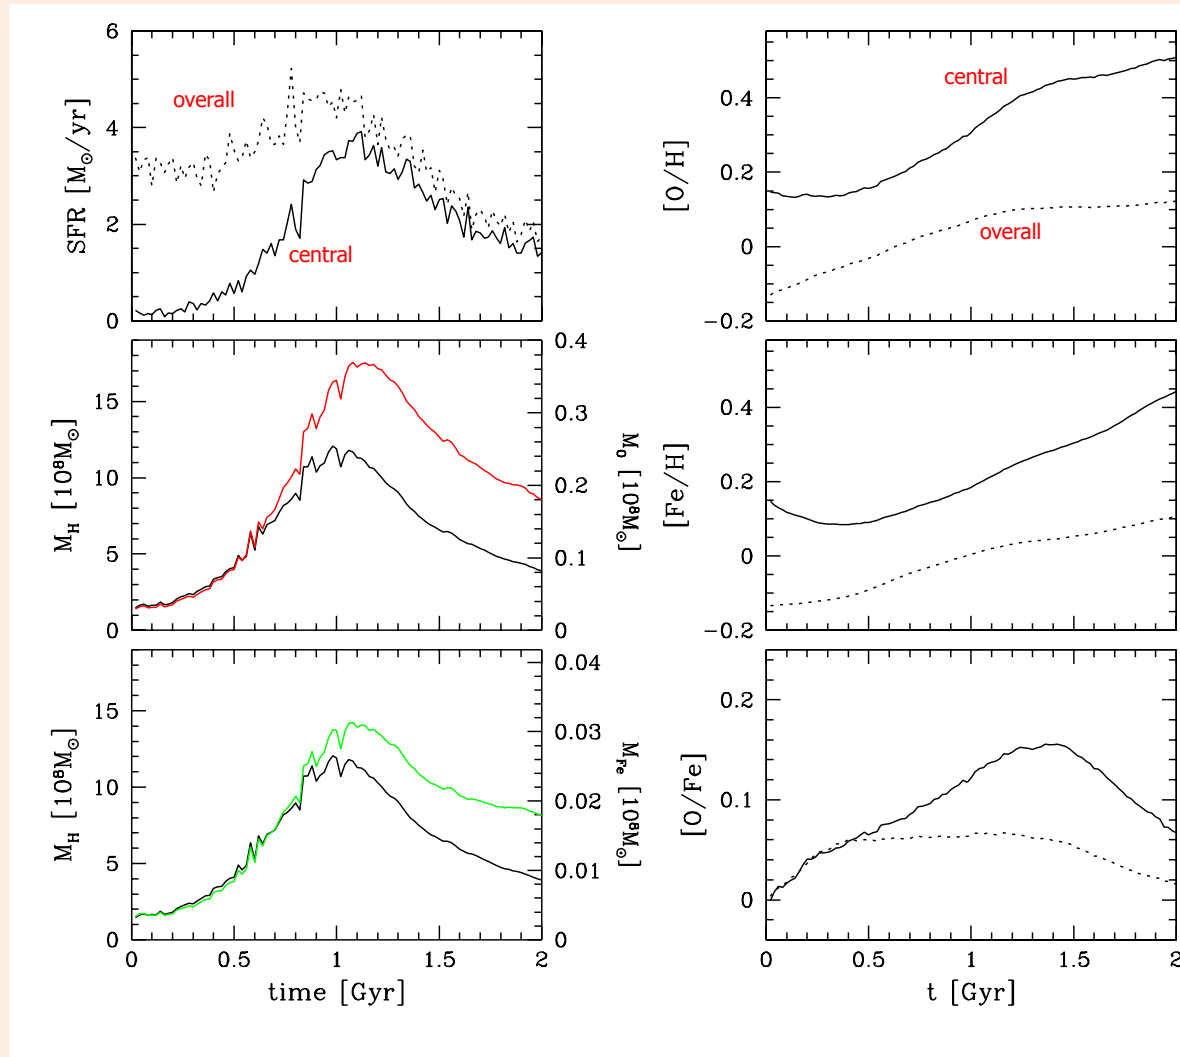 6
4
2
0
SFR [M⊙/yr]
overall
central
15
10
5
0
M_H [10⁸M⊙]
0.4
0.3
0.2
0.1
0
M_O [10⁸M⊙]
15
10
5
0
M_H [10⁸M⊙]
0.04
0.03
0.02
0.01
0
M_Fe [10⁸M⊙]
0 0.5 1 1.5 2
time [Gyr]
0.4
0.2
0
−0.2
[O/H]
central
overall
0.4
0.2
0
−0.2
[Fe/H]
0.2
0.1
0
[O/Fe]
0 0.5 1 1.5 2
t [Gyr]